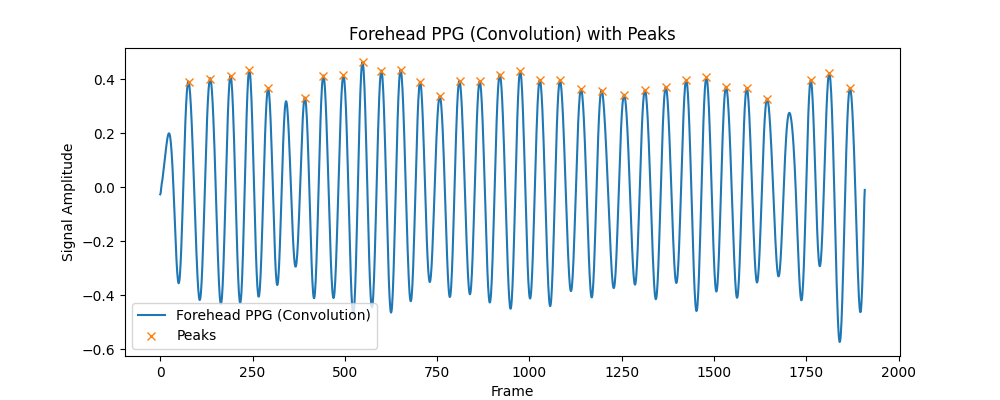 Forehead PPG (Convolution) with Peaks
Signal Amplitude
0.4
0.2
0.0
−0.2
−0.4
−0.6
Forehead PPG (Convolution)
Peaks
0 250 500 750 1000 1250 1500 1750 2000
Frame